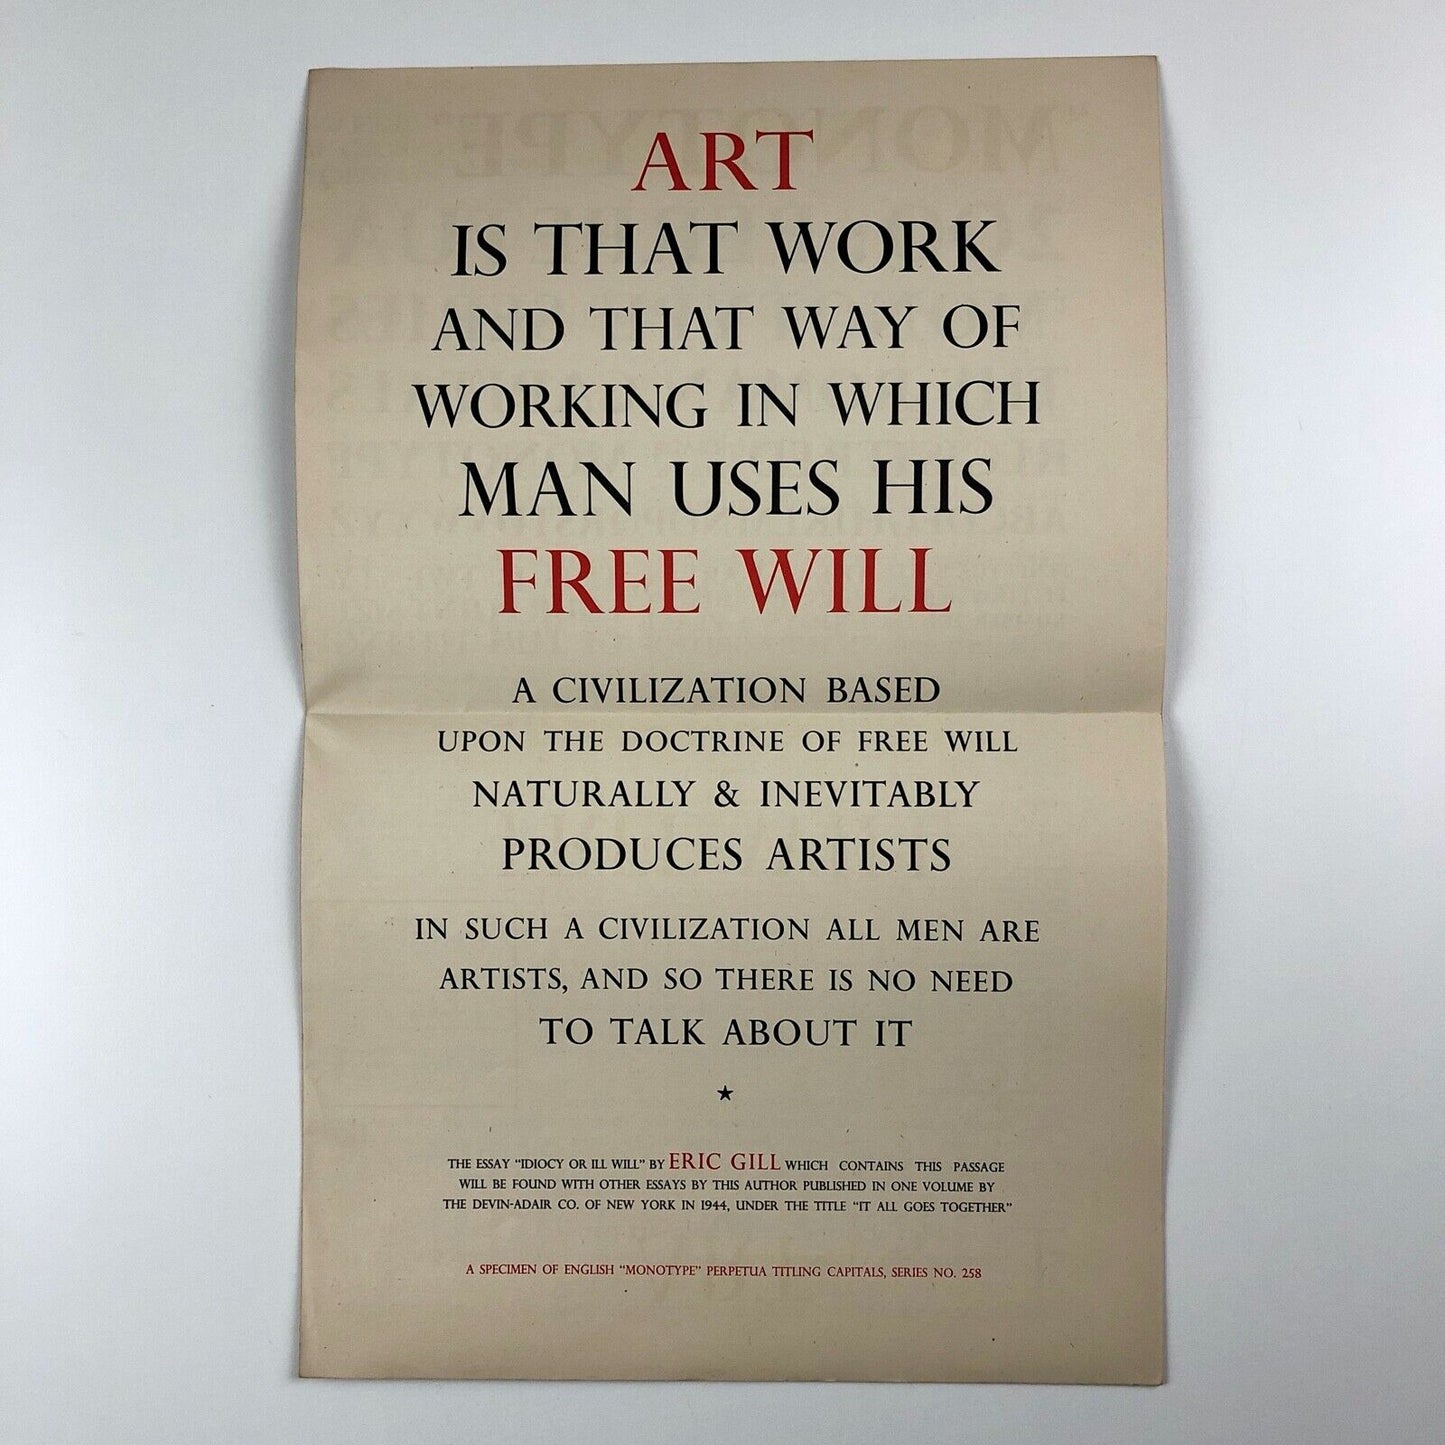 ART
IS THAT WORK
AND THAT WAY OF
WORKING IN WHICH
MAN USES HIS
FREE WILL
A CIVILIZATION BASED
UPON THE DOCTRINE OF FREE WILL
NATURALLY & INEVITABLY
PRODUCES ARTISTS
IN SUCH A CIVILIZATION ALL MEN ARE
ARTISTS, AND SO THERE IS NO NEED
TO TALK ABOUT IT
THE ESSAY “IDIOCY OR ILL WILL” BY ERIC GILL WHICH CONTAINS THIS PASSAGE
WILL BE FOUND WITH OTHER ESSAYS BY THIS AUTHOR PUBLISHED IN ONE VOLUME BY
THE DEVIN-ADAIR CO. OF NEW YORK IN 1944, UNDER THE TITLE “IT ALL GOES TOGETHER”
A SPECIMEN OF ENGLISH “MONOTYPE” PERPETUA TITLING CAPITALS, SERIES NO. 258